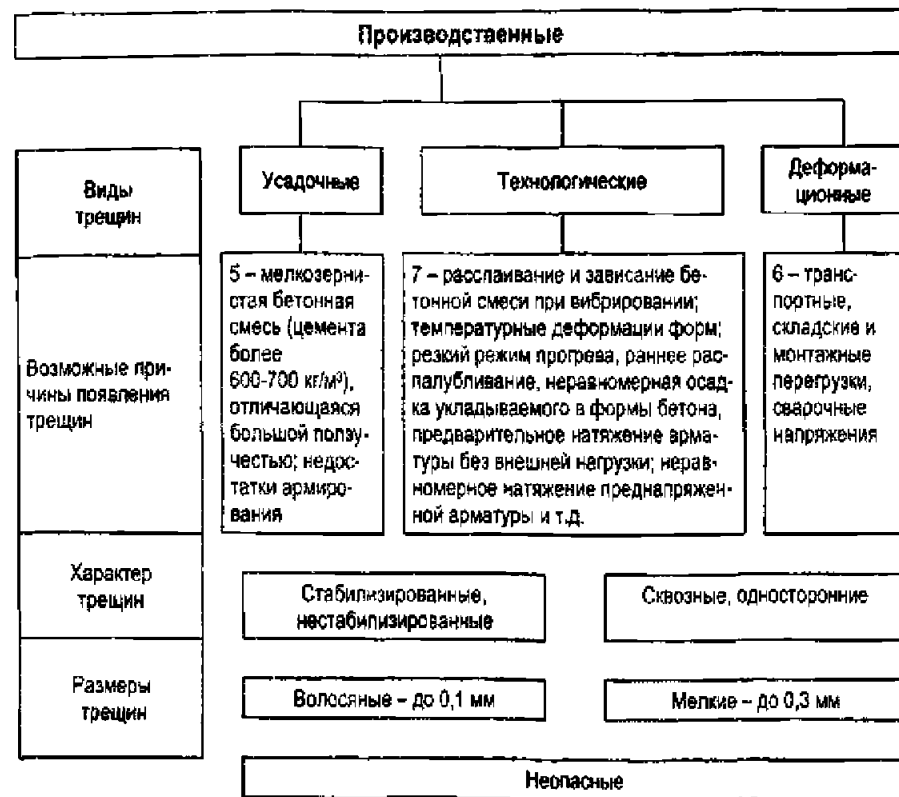 Производственные
Виды
трещин
Усадочные
Технологические
Деформа-
ционные
Возможные при-
чины появления
трещин
5 – мелкозерни-
стая бетонная
смесь (цемента
более
600-700 кг/м³),
отличающаяся
большой ползу-
честью; недос-
татки армиро-
вания
7 – расслаивание и зависание бе-
тонной смеси при вибрировании;
температурные деформации форм;
резкий режим прогрева, раннее рас-
палубливание, неравномерная осад-
ка укладываемого в формы бетона,
предварительное натяжение арма-
туры без внешней нагрузки; нерав-
номерное натяжение преднапряжен-
ной арматуры и т.д.
6 – транс-
портные,
складские и
монтажные
перегрузки,
сварочные
напряжения
Характер
трещин
Стабилизированные,
нестабилизированные
Сквозные, односторонние
Размеры
трещин
Волосяные – до 0,1 мм
Мелкие – до 0,3 мм
Неопасные